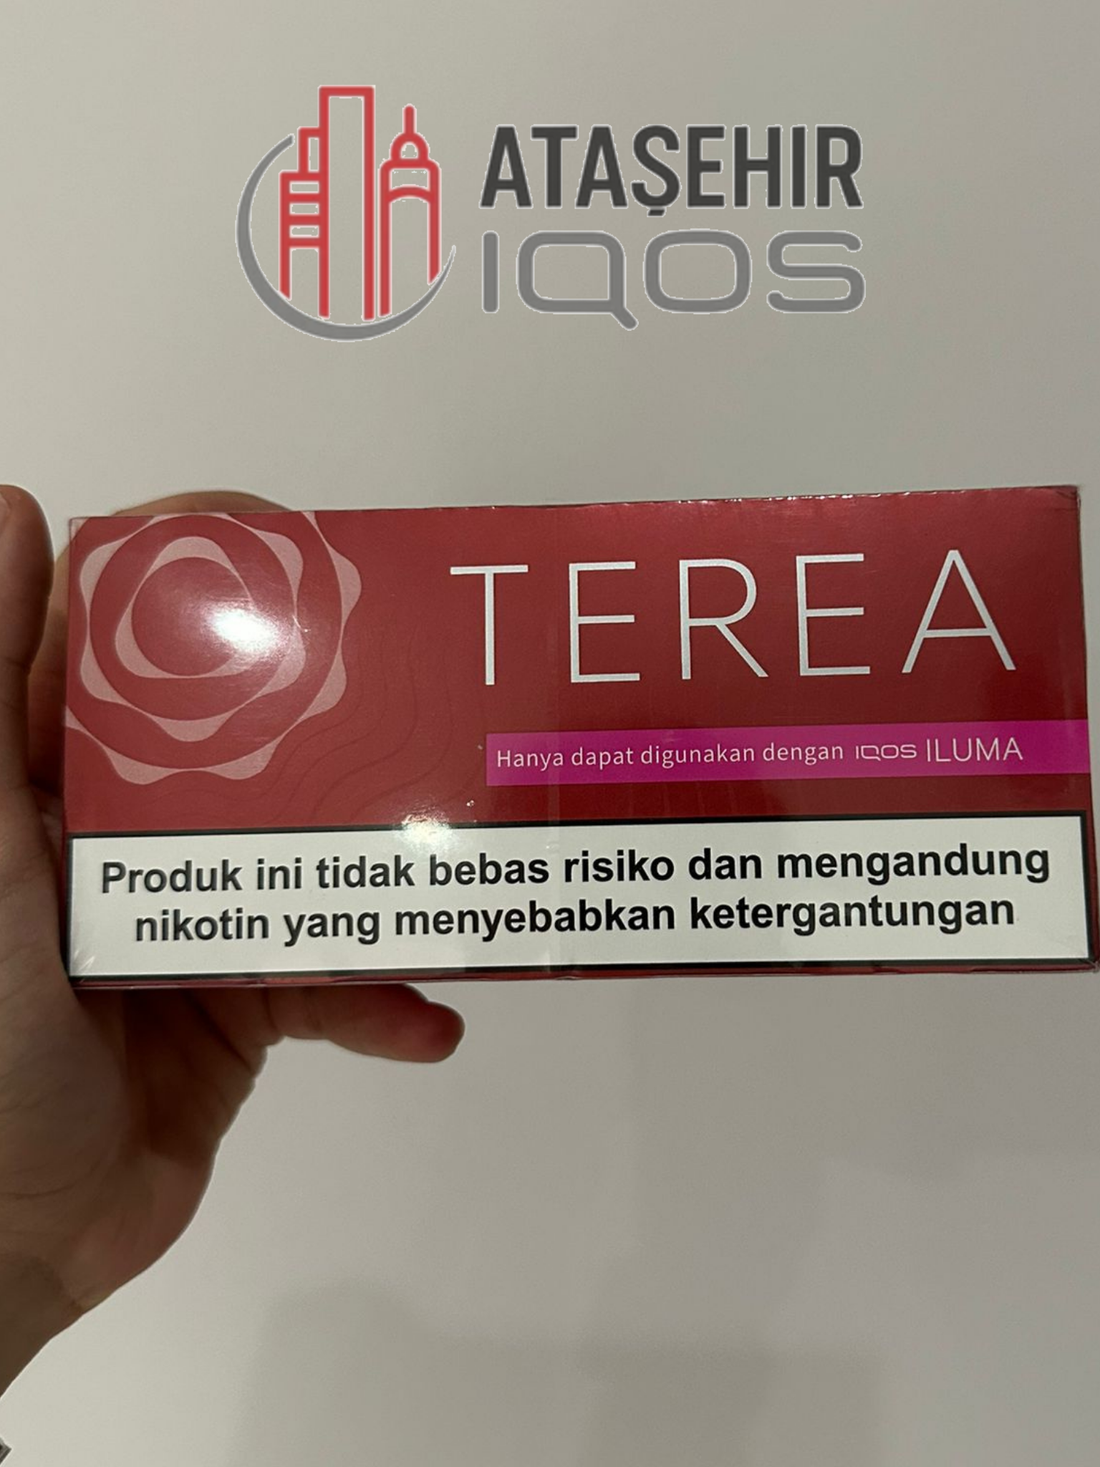 ATAŞEHIR
IQOS
TEREA
Hanya dapat digunakan dengan IQOS ILUMA
Produk ini tidak bebas risiko dan mengandung
nikotin yang menyebabkan ketergantungan